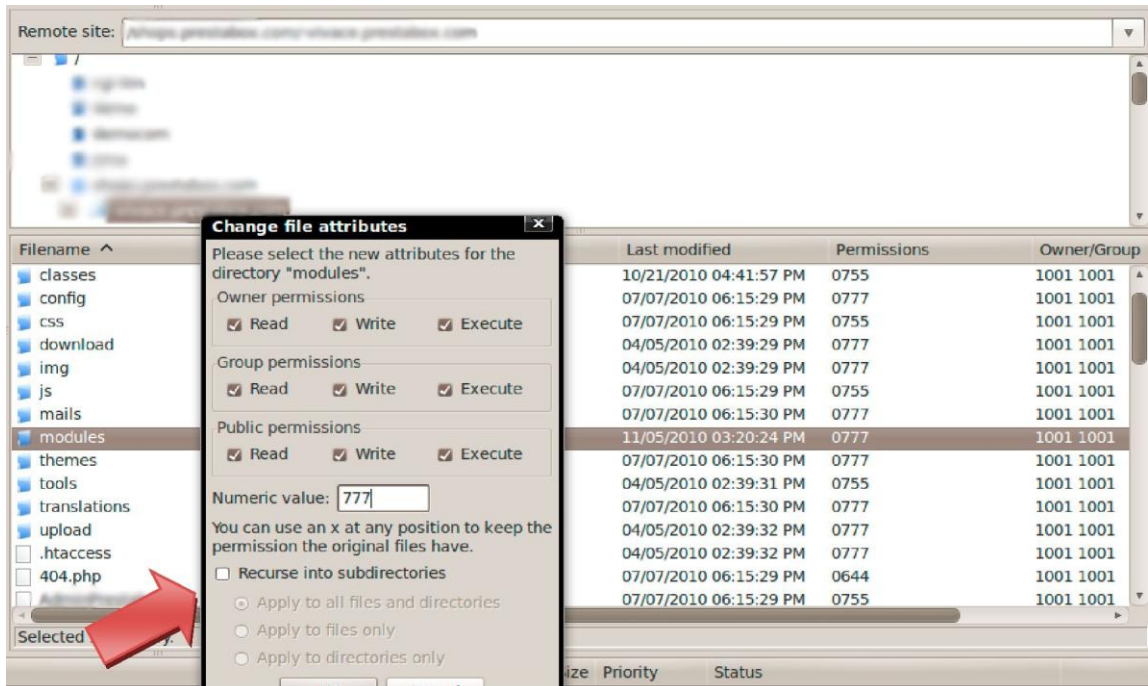 Remote site:
/
Filename ^ Last modified Permissions Owner/Group
classes 10/21/2010 04:41:57 PM 0755 1001 1001
config 07/07/2010 06:15:29 PM 0777 1001 1001
css 07/07/2010 06:15:29 PM 0755 1001 1001
download 04/05/2010 02:39:29 PM 0777 1001 1001
img 04/05/2010 02:39:29 PM 0777 1001 1001
js 07/07/2010 06:15:29 PM 0755 1001 1001
mails 07/07/2010 06:15:30 PM 0777 1001 1001
modules 11/05/2010 03:20:24 PM 0777 1001 1001
themes 07/07/2010 06:15:30 PM 0777 1001 1001
tools 04/05/2010 02:39:31 PM 0755 1001 1001
translations 07/07/2010 06:15:30 PM 0777 1001 1001
upload 04/05/2010 02:39:32 PM 0777 1001 1001
.htaccess 04/05/2010 02:39:32 PM 0777 1001 1001
404.php 07/07/2010 06:15:29 PM 0644 1001 1001
07/07/2010 06:15:29 PM 0755 1001 1001
Selected
Change file attributes x
Please select the new attributes for the
directory "modules".
Owner permissions
Read Write Execute
Group permissions
Read Write Execute
Public permissions
Read Write Execute
Numeric value: 777
You can use an x at any position to keep the
permission the original files have.
Recurse into subdirectories
Apply to all files and directories
Apply to files only
Apply to directories only
Priority Status